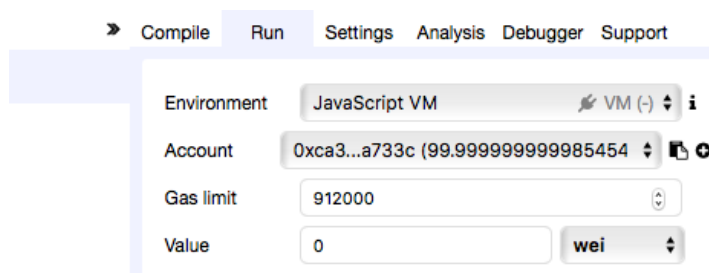 » Compile Run Settings Analysis Debugger Support
Environment JavaScript VM VM (-) i
Account 0xca3...a733c (99.999999999985454
Gas limit 912000
Value 0 wei